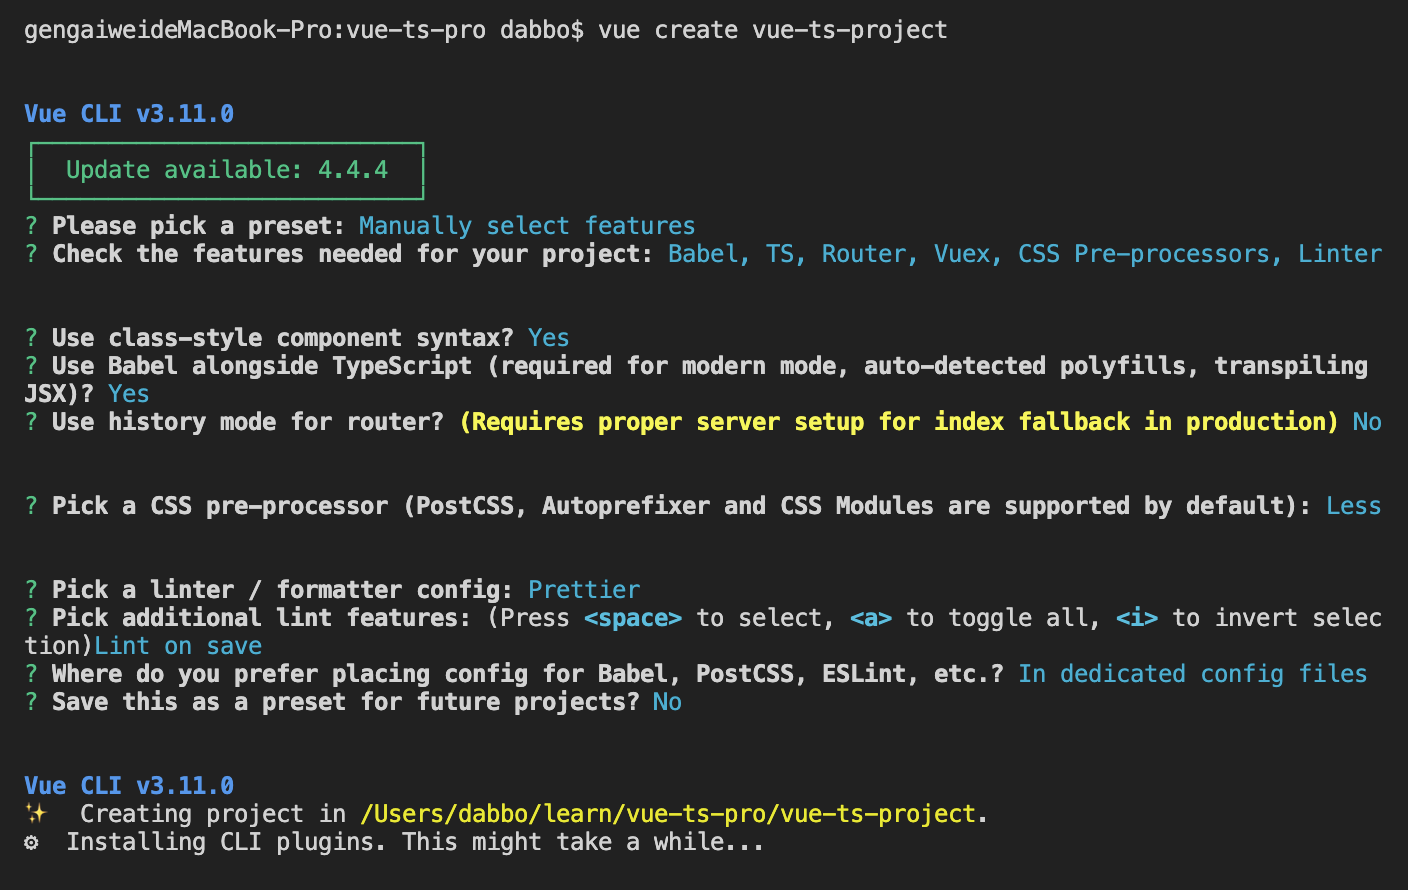 gengaiweideMacBook-Pro:vue-ts-pro dabbo$ vue create vue-ts-project
Vue CLI v3.11.0
Update available: 4.4.4
? Please pick a preset: Manually select features
? Check the features needed for your project: Babel, TS, Router, Vuex, CSS Pre-processors, Linter
? Use class-style component syntax? Yes
? Use Babel alongside TypeScript (required for modern mode, auto-detected polyfills, transpiling
JSX)? Yes
? Use history mode for router? (Requires proper server setup for index fallback in production) No
? Pick a CSS pre-processor (PostCSS, Autoprefixer and CSS Modules are supported by default): Less
? Pick a linter / formatter config: Prettier
? Pick additional lint features: (Press <space> to select, <a> to toggle all, <i> to invert selec
tion)Lint on save
? Where do you prefer placing config for Babel, PostCSS, ESLint, etc.? In dedicated config files
? Save this as a preset for future projects? No
Vue CLI v3.11.0
✨  Creating project in /Users/dabbo/learn/vue-ts-pro/vue-ts-project.
⚙  Installing CLI plugins. This might take a while...